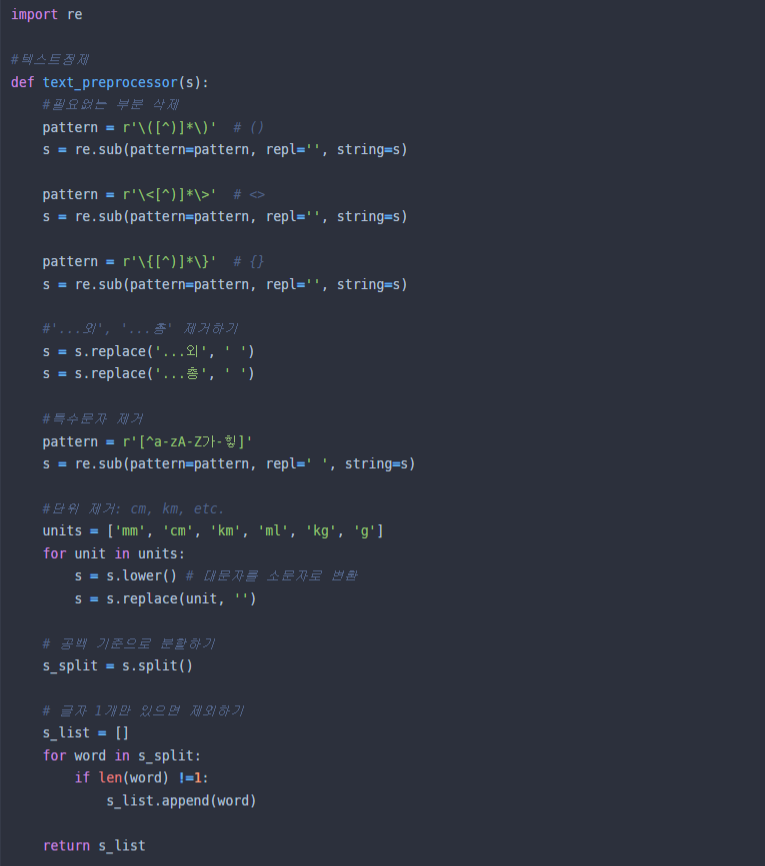 import re

#텍스트정제
def text_preprocessor(s):
    #필요없는 부분 삭제
    pattern = r'\([^)]*\)'  # ()
    s = re.sub(pattern=pattern, repl='', string=s)

    pattern = r'\<[^)]*\>'  # <>
    s = re.sub(pattern=pattern, repl='', string=s)

    pattern = r'\{[^)]*\}'  # {}
    s = re.sub(pattern=pattern, repl='', string=s)

    #'...외', '...총' 제거하기
    s = s.replace('...외', ' ')
    s = s.replace('...총', ' ')

    #특수문자 제거
    pattern = r'[^a-zA-Z가-힣]'
    s = re.sub(pattern=pattern, repl=' ', string=s)

    #단위 제거: cm, km, etc.
    units = ['mm', 'cm', 'km', 'ml', 'kg', 'g']
    for unit in units:
        s = s.lower() # 대문자를 소문자로 변환
        s = s.replace(unit, '')

    # 공백 기준으로 분할하기
    s_split = s.split()

    # 글자 1개만 있으면 제외하기
    s_list = []
    for word in s_split:
        if len(word) !=1:
            s_list.append(word)

    return s_list